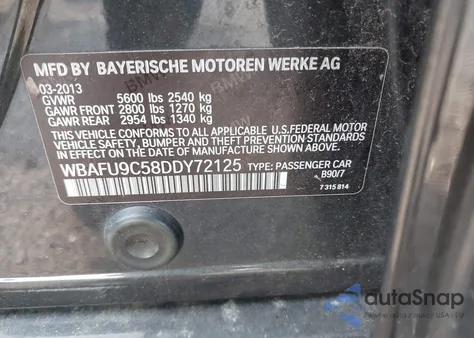 MFD BY BAYERISCHE MOTOREN WERKE AG
03-2013
GVWR 5600 lbs 2540 kg
GAWR FRONT 2800 lbs 1270 kg
GAWR REAR 2954 lbs 1340 kg
THIS VEHICLE CONFORMS TO ALL APPLICABLE U.S.FEDERAL MOTOR
VEHICLE SAFETY, BUMPER AND THEFT PREVENTION STANDARDS
IN EFFECT ON THE DATE OF MANUFACTURE SHOWN ABOVE.
WBAFU9C58DDY72125 TYPE: PASSENGER CAR
B90/7
7 315 814
autoSnap